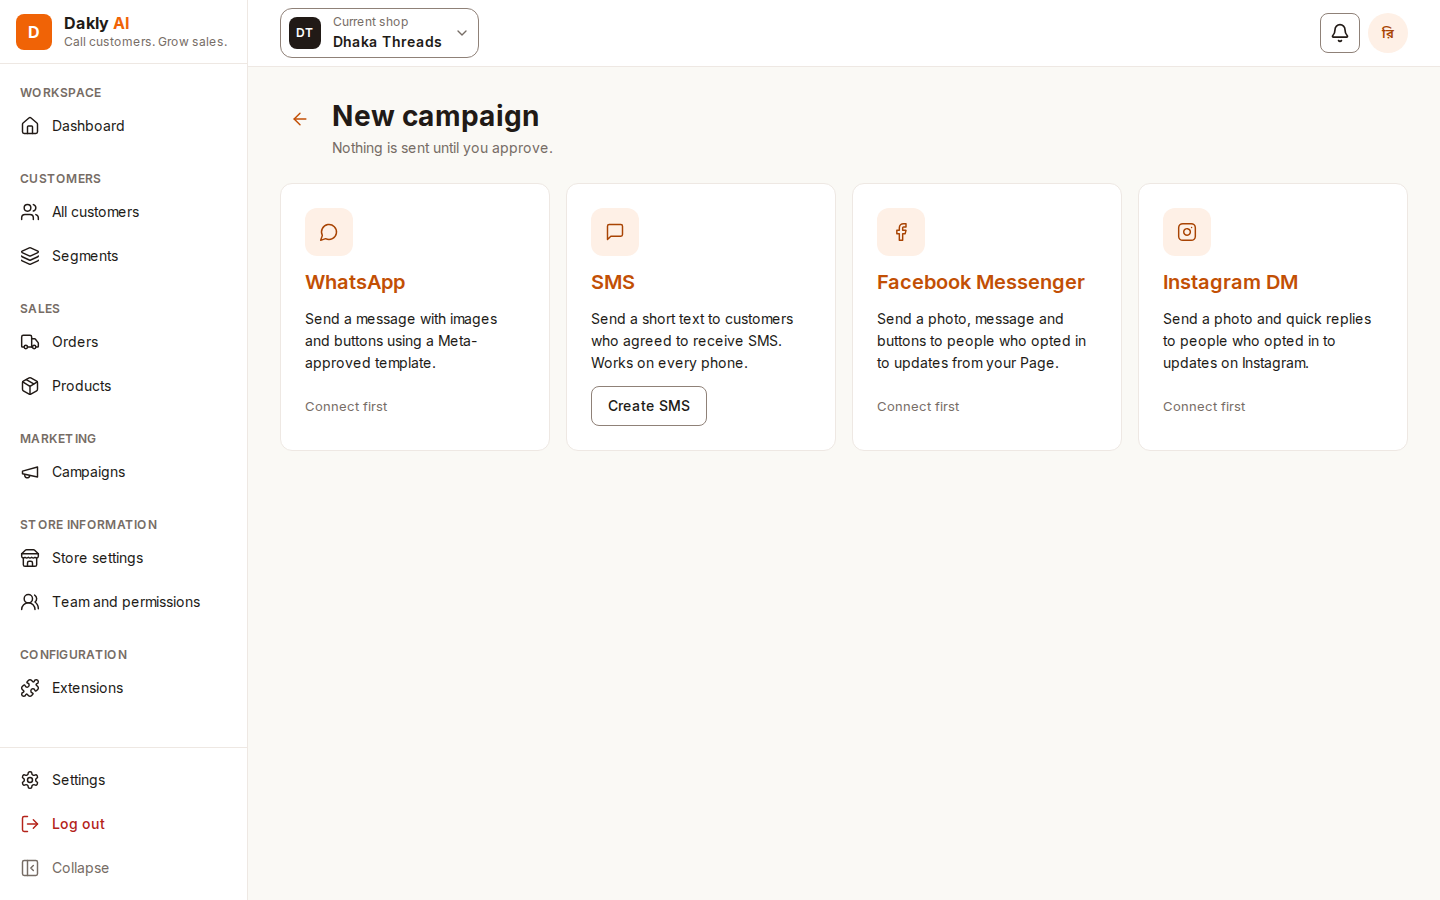 D
Dakly AI
Call customers. Grow sales.
WORKSPACE
Dashboard
CUSTOMERS
All customers
Segments
SALES
Orders
Products
MARKETING
Campaigns
STORE INFORMATION
Store settings
Team and permissions
CONFIGURATION
Extensions
Settings
Log out
Collapse
DT
Current shop
Dhaka Threads
রি
New campaign
Nothing is sent until you approve.
WhatsApp
Send a message with images
and buttons using a Meta-
approved template.
Connect first
SMS
Send a short text to customers
who agreed to receive SMS.
Works on every phone.
Create SMS
Facebook Messenger
Send a photo, message and
buttons to people who opted in
to updates from your Page.
Connect first
Instagram DM
Send a photo and quick replies
to people who opted in to
updates on Instagram.
Connect first